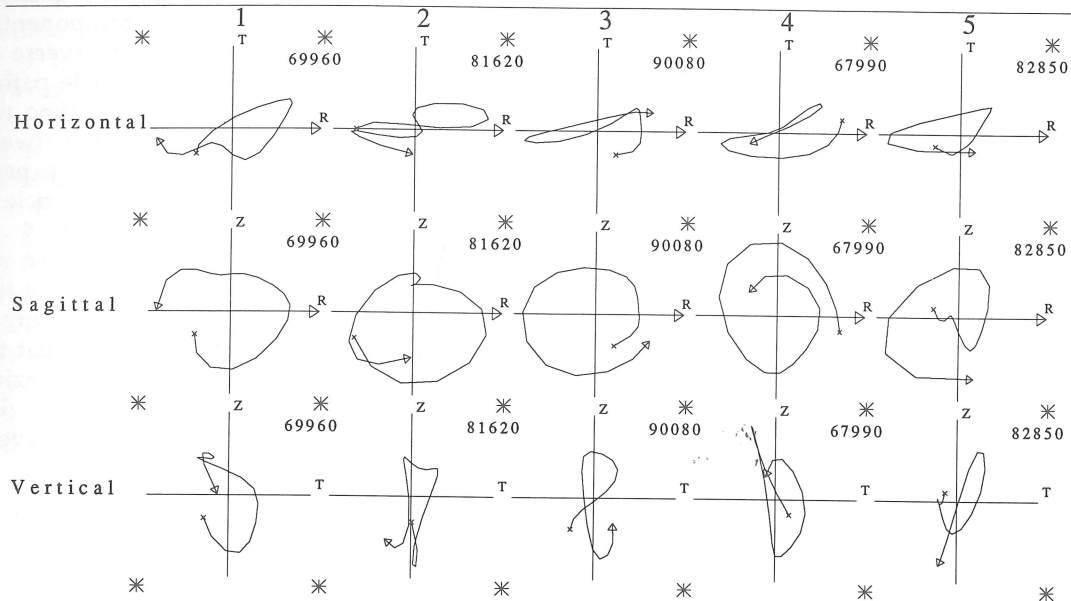 1 2 3 4 5
T T T T T
69960 81620 90080 67990 82850
Horizontal R R R R R
Z Z Z Z Z
69960 81620 90080 67990 82850
Sagittal R R R R R
Z Z Z Z Z
69960 81620 90080 67990 82850
Vertical T T T T T